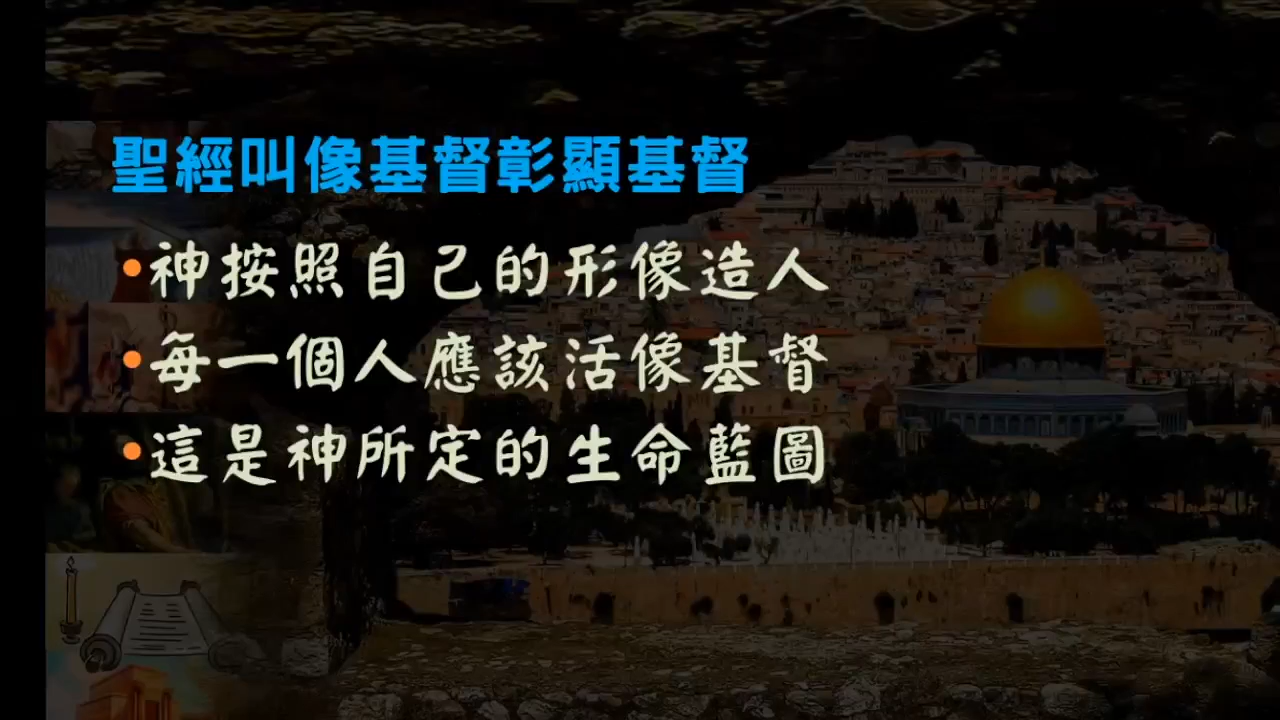 聖經叫像基督彰顯基督
•神按照自己的形像造人
•每一個人應該活像基督
•這是神所定的生命藍圖